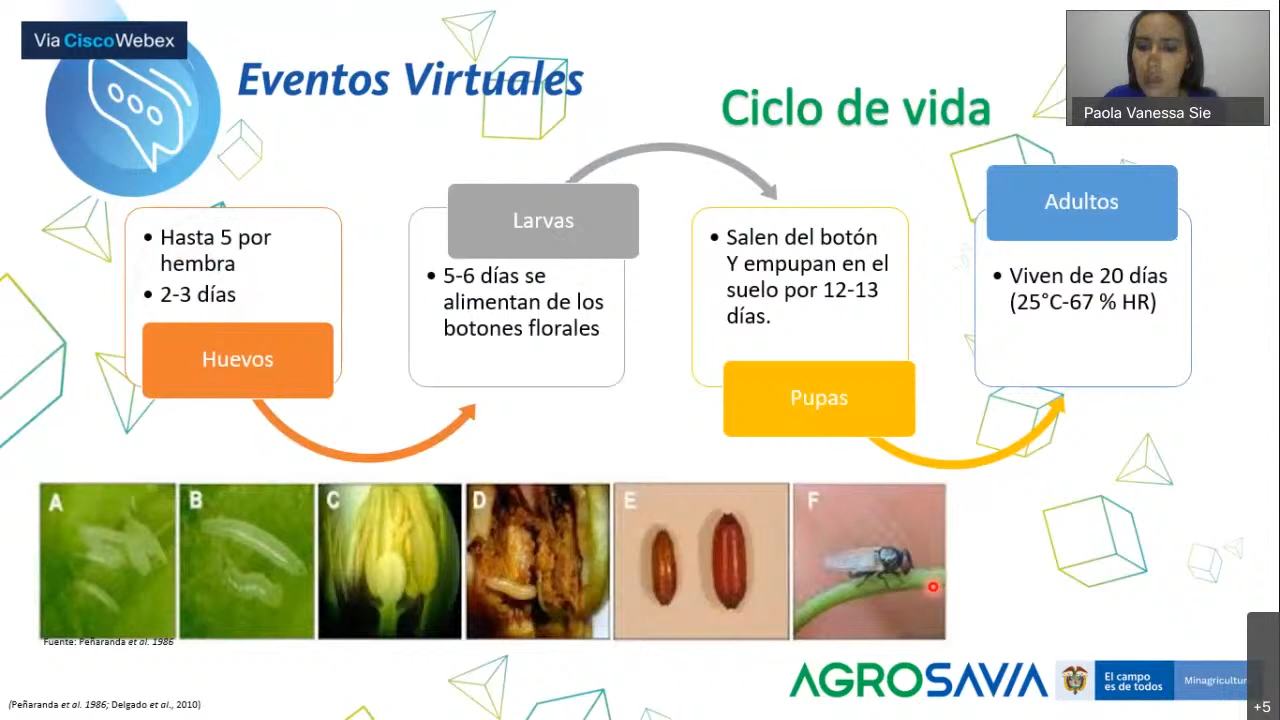 Via CiscoWebex
Eventos Virtuales
Ciclo de vida
Paola Vanessa Sie
• Hasta 5 por
hembra
• 2-3 días
Huevos
Larvas
• 5-6 días se
alimentan de los
botones florales
• Salen del botón
Y empupan en el
suelo por 12-13
días.
Pupas
Adultos
• Viven de 20 días
(25°C-67 % HR)
A
B
C
D
E
F
Fuente: Peñaranda et al. 1986
(Peñaranda et al. 1986; Delgado et al., 2010)
AGROSAVIA
El campo
es de todos
Minagricultur
+5